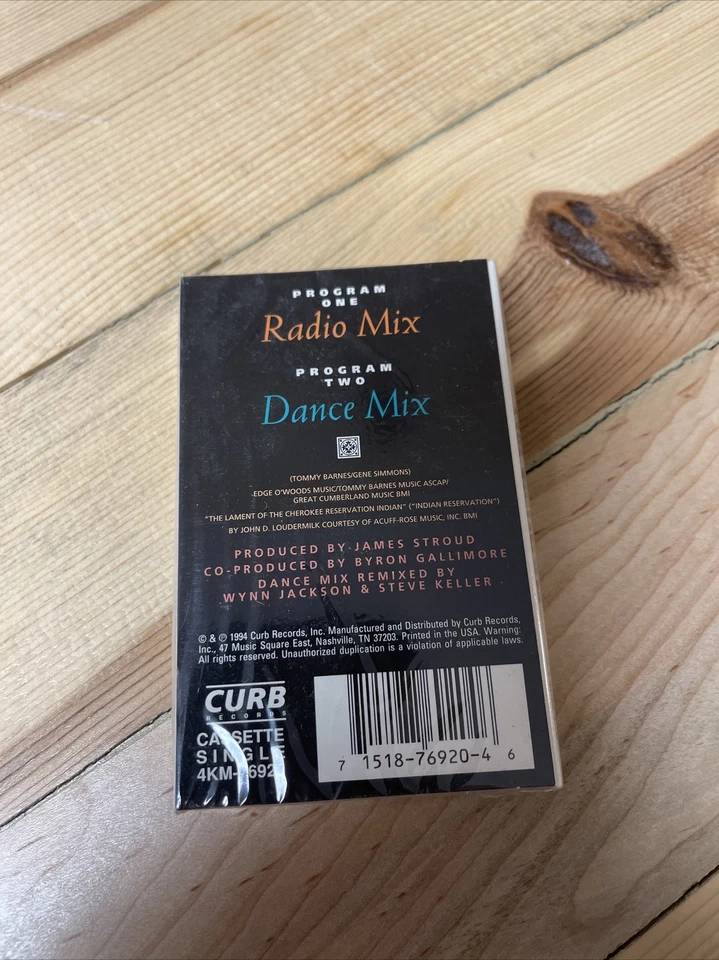 PROGRAM
ONE
Radio Mix
PROGRAM
TWO
Dance Mix
(TOMMY BARNES/GENE SIMMONS)
EDGE O'WOODS MUSIC/TOMMY BARNES MUSIC ASCAP/
GREAT CUMBERLAND MUSIC BMI
"THE LAMENT OF THE CHEROKEE RESERVATION INDIAN" ("INDIAN RESERVATION")
BY JOHN D. LOUDERMILK COURTESY OF ACUFF-ROSE MUSIC, INC. BMI
PRODUCED BY JAMES STROUD
CO-PRODUCED BY BYRON GALLIMORE
DANCE MIX REMIXED BY
WYNN JACKSON & STEVE KELLER
© & ℗ 1994 Curb Records, Inc. Manufactured and Distributed by Curb Records,
Inc., 47 Music Square East, Nashville, TN 37203. Printed in the USA. Warning:
All rights reserved. Unauthorized duplication is a violation of applicable laws.
CURB
RECORDS
CASSETTE
SINGLE
7 1518-76920-4 6